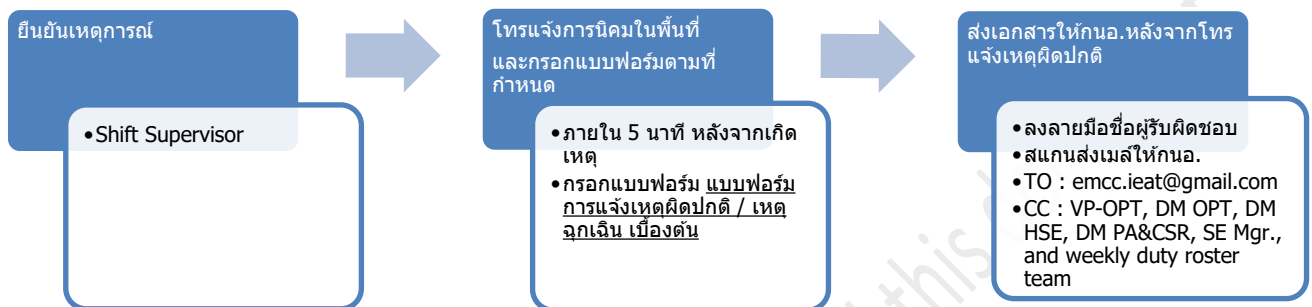 ยืนยันเหตุการณ์
•Shift Supervisor
โทรแจ้งการนิคมในพื้นที่
และกรอกแบบฟอร์มตามที่
กำหนด
•ภายใน 5 นาที หลังจากเกิด
เหตุ
•กรอกแบบฟอร์ม แบบฟอร์ม
การแจ้งเหตุผิดปกติ / เหตุ
ฉุกเฉิน เบื้องต้น
ส่งเอกสารให้กนอ.หลังจากโทร
แจ้งเหตุผิดปกติ
•ลงลายมือชื่อผู้รับผิดชอบ
•สแกนส่งเมล์ให้กนอ.
•TO : emcc.ieat@gmail.com
•CC : VP-OPT, DM OPT, DM
HSE, DM PA&CSR, SE Mgr.,
and weekly duty roster
team
this